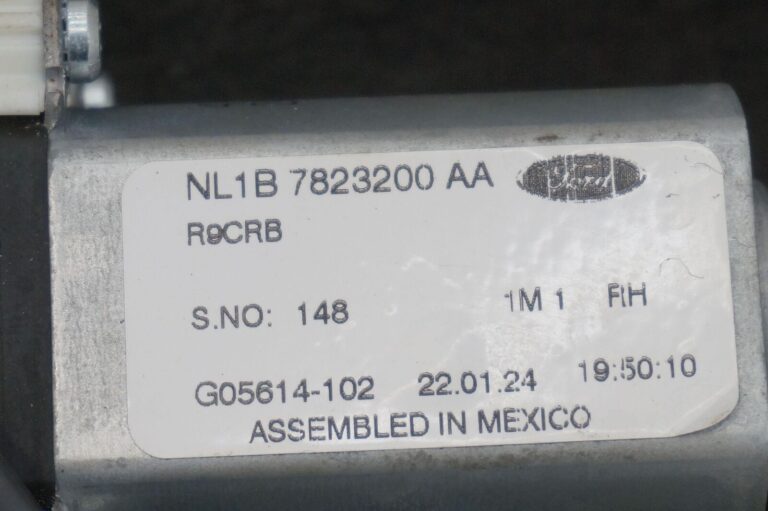 NL1B 7823200 AA Ford
R9CRB
S.NO: 148 1M 1 RH
G05614-102 22.01.24 19:50:10
ASSEMBLED IN MEXICO